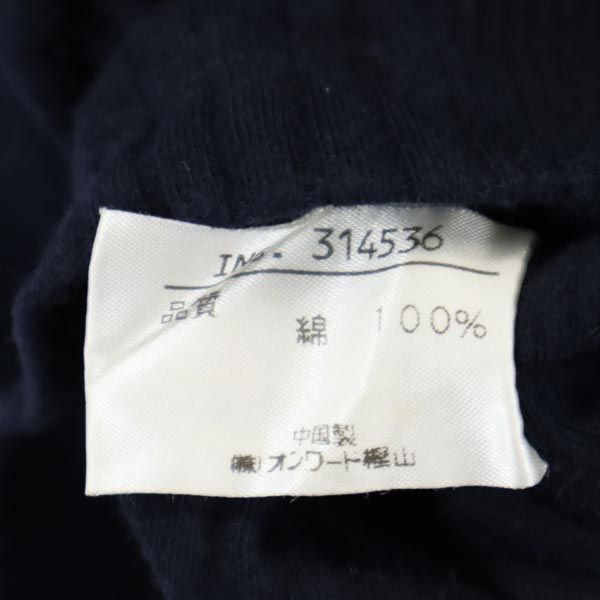 314536
品質
綿 100%
中国製
㈱オンワード樫山